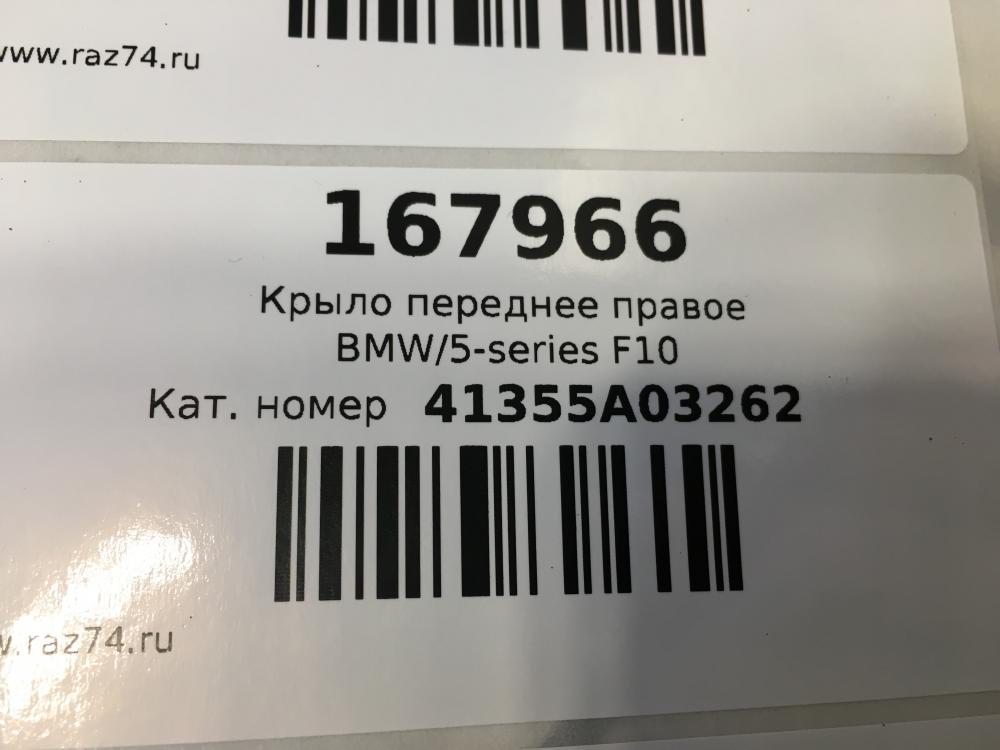 www.raz74.ru
167966
Крыло переднее правое
BMW/5-series F10
Кат. номер 41355A03262
w.raz74.ru